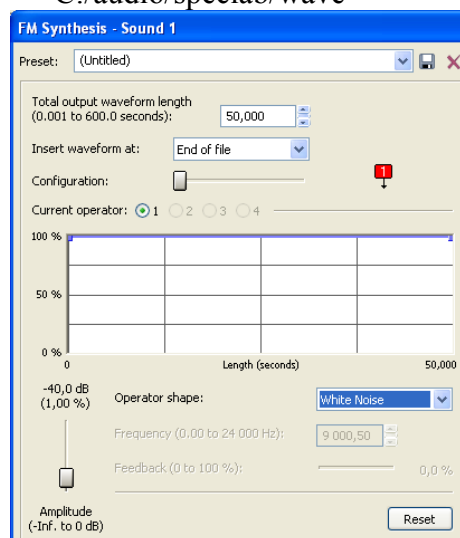 C:/audio/speclab/wave
FM Synthesis - Sound 1
Preset: (Untitled)
Total output waveform length
(0.001 to 600.0 seconds): 50,000
Insert waveform at: End of file
Configuration: 1
Current operator: 1 2 3 4
100 %
50 %
0 %
0 Length (seconds) 50,000
-40,0 dB
(1,00 %)
Operator shape: White Noise
Frequency (0.00 to 24 000 Hz): 9 000,50
Feedback (0 to 100 %): 0,0 %
Amplitude
(-Inf. to 0 dB)
Reset